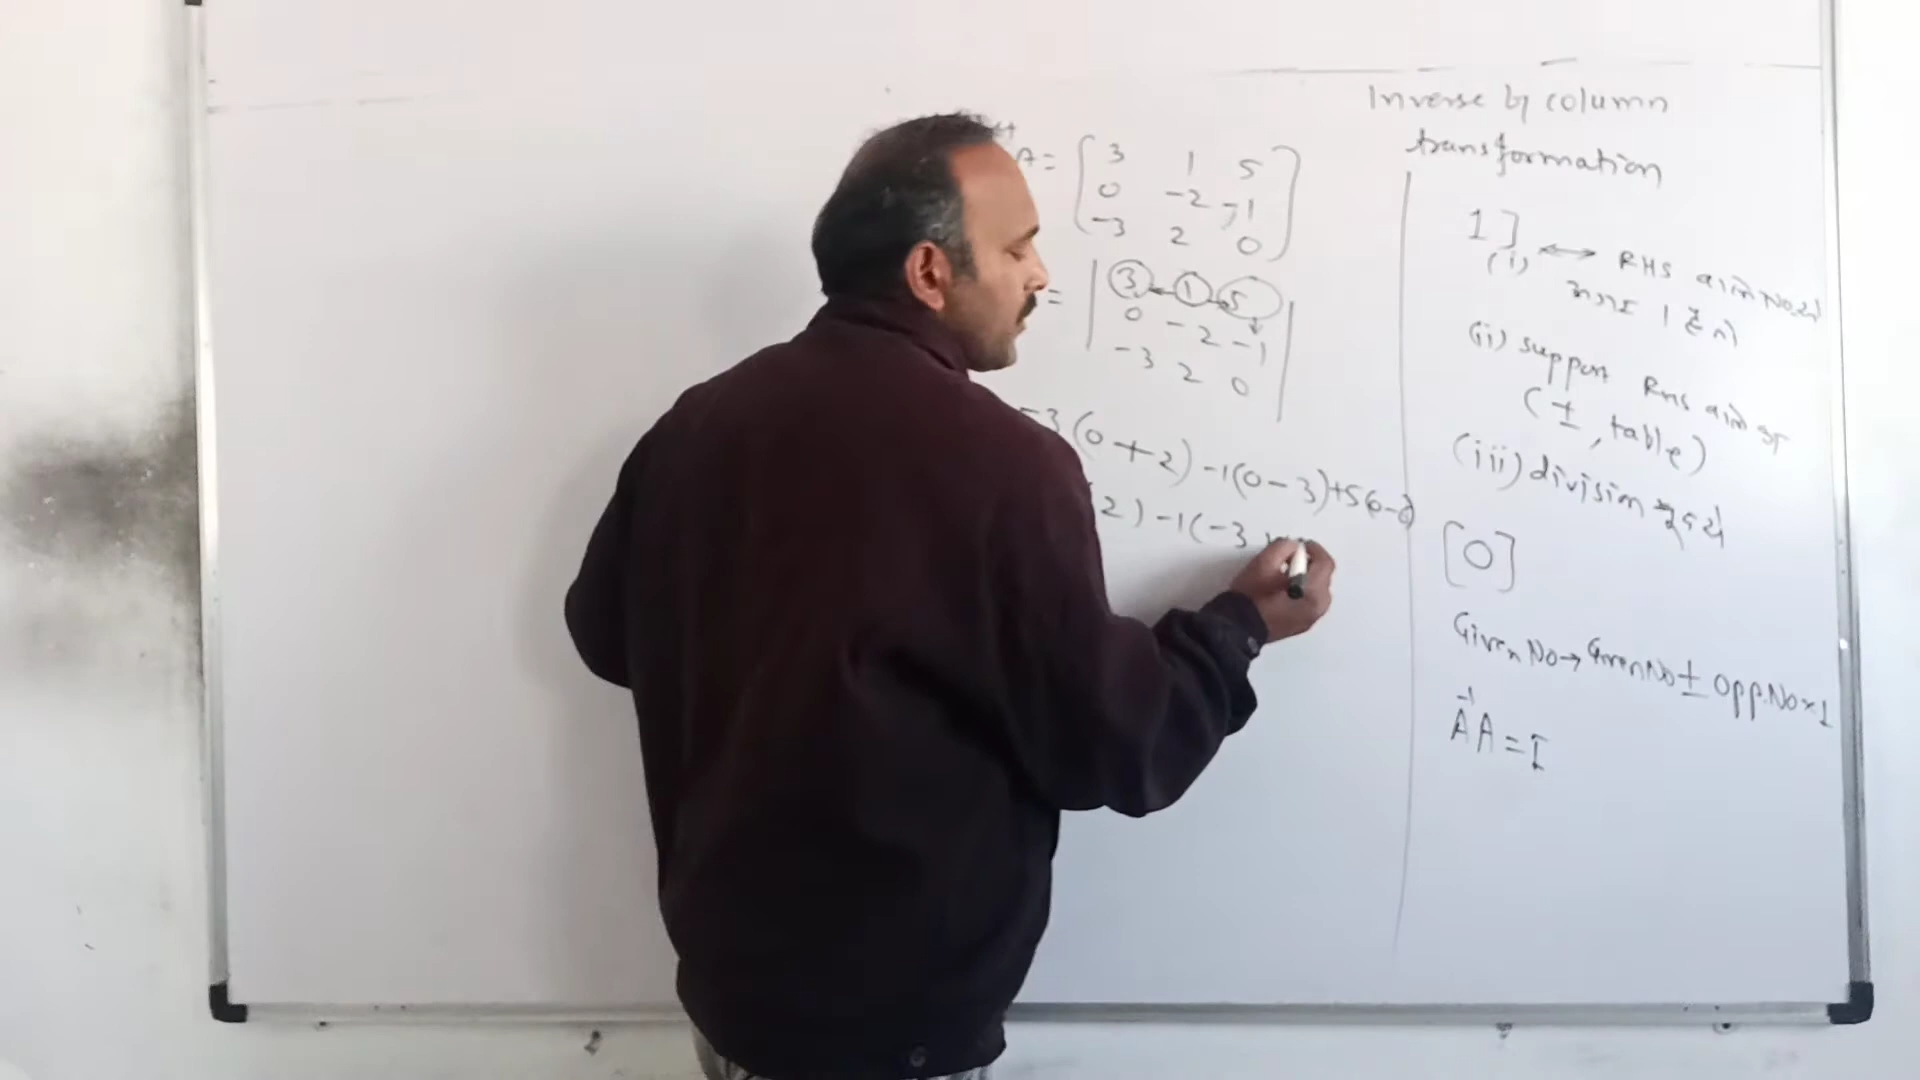 Inverse by column
transformation
A = [ 3 1 5
0 -2 -1
-3 2 0 ]
= | 3 1 5
0 -2 -1
-3 2 0 |
3(0+2) -1(0-3)+5(0-6)
2) -1(-3
1]
(i) ↔ RHS No.
1 है तो
(ii) support RHS
(±, table)
(iii) division
[0]
Given No → Given No ± opp.No×1
A⁻¹A = I